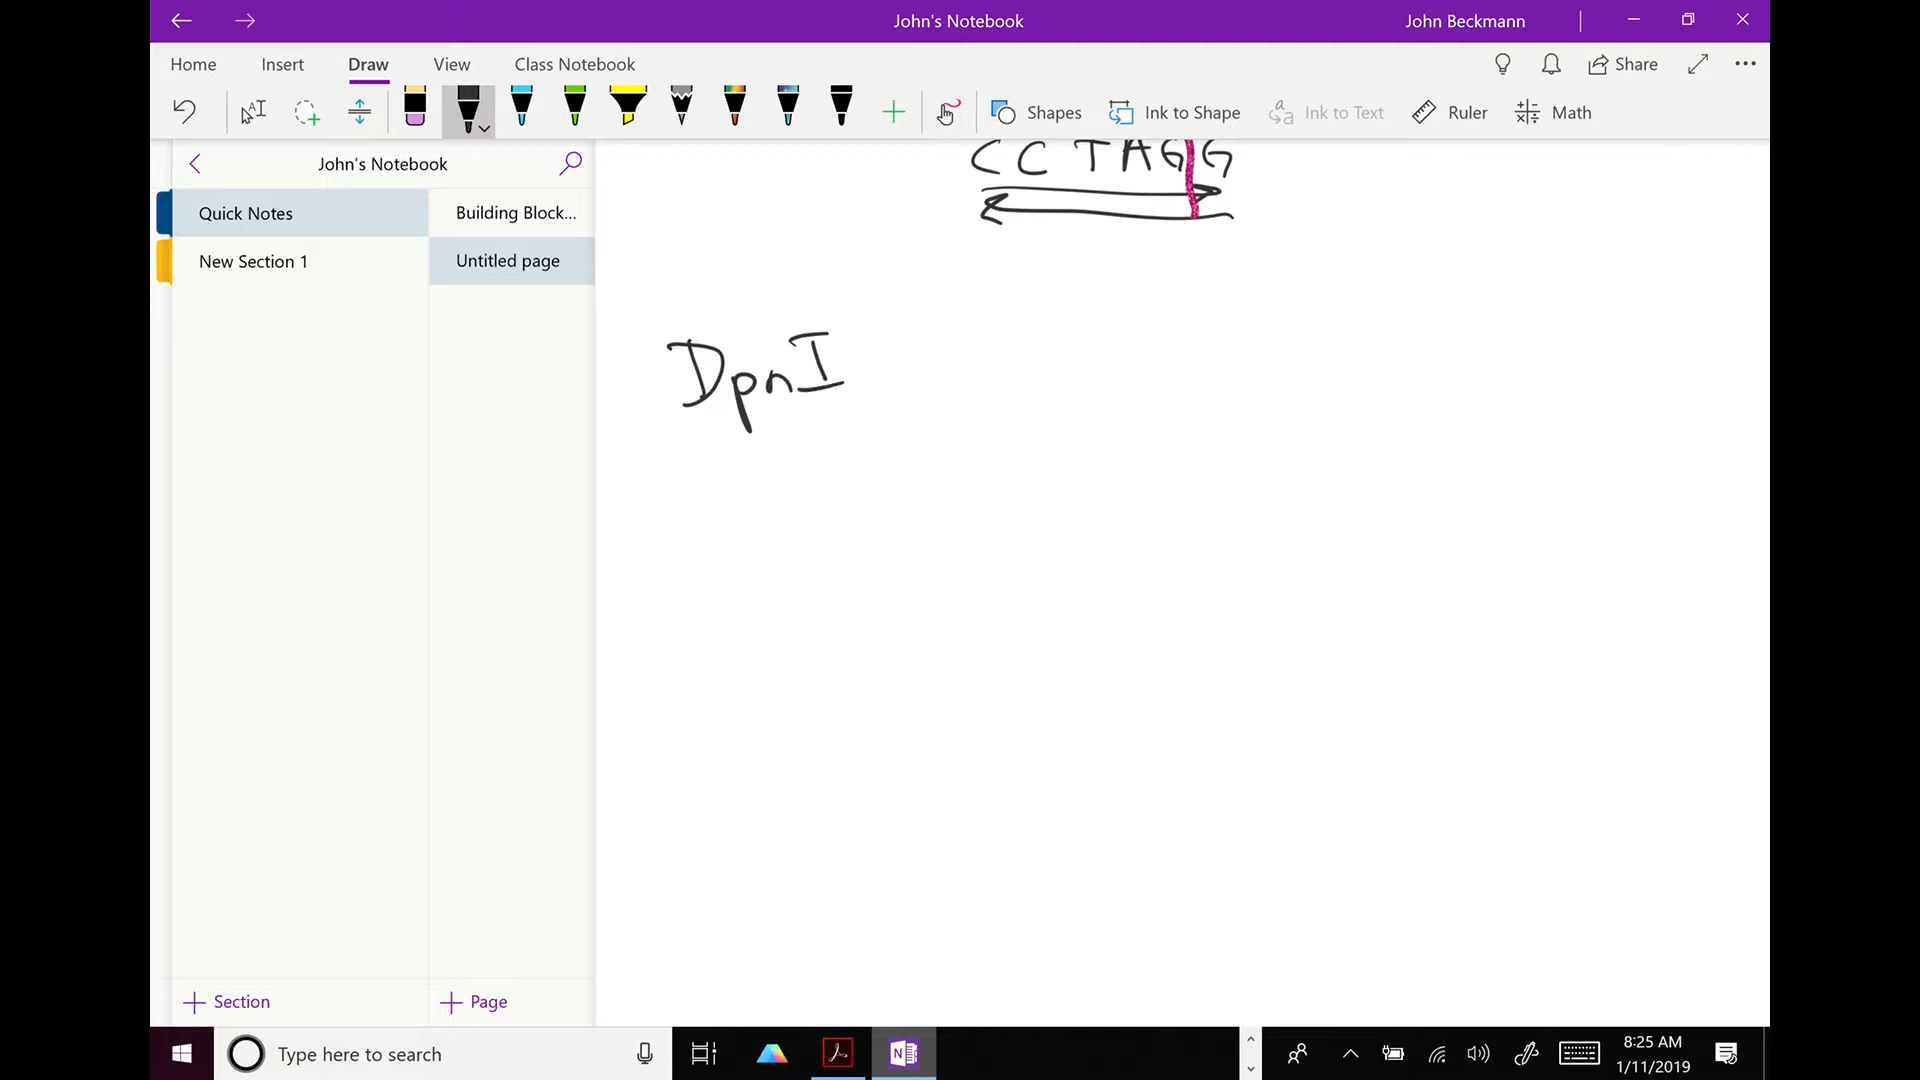 John's Notebook
John Beckmann
Home
Insert
Draw
View
Class Notebook
Share
Shapes
Ink to Shape
Ink to Text
Ruler
Math
John's Notebook
Quick Notes
New Section 1
Building Block...
Untitled page
C C T A G G
DpnI
Section
Page
Type here to search
8:25 AM
1/11/2019